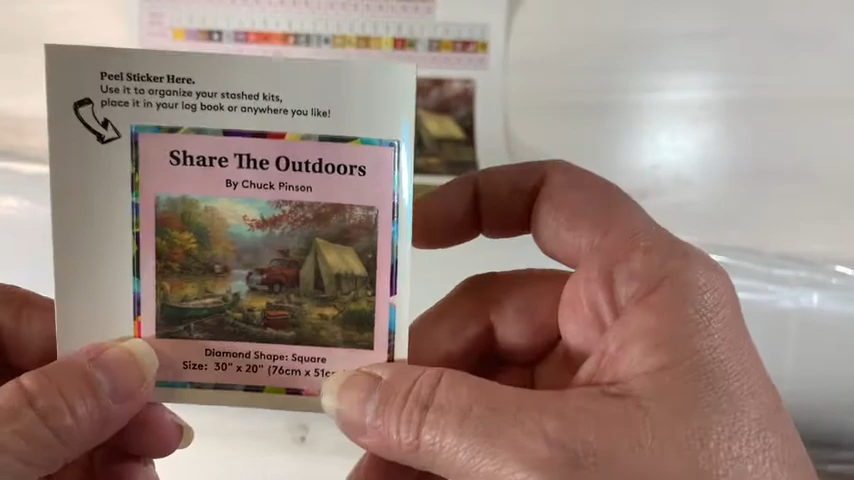 Peel Sticker Here.
Use it to organize your stashed kits,
place it in your log book or anywhere you like!
Share The Outdoors
By Chuck Pinson
Diamond Shape: Square
Size: 30" x 20" (76cm x 51c